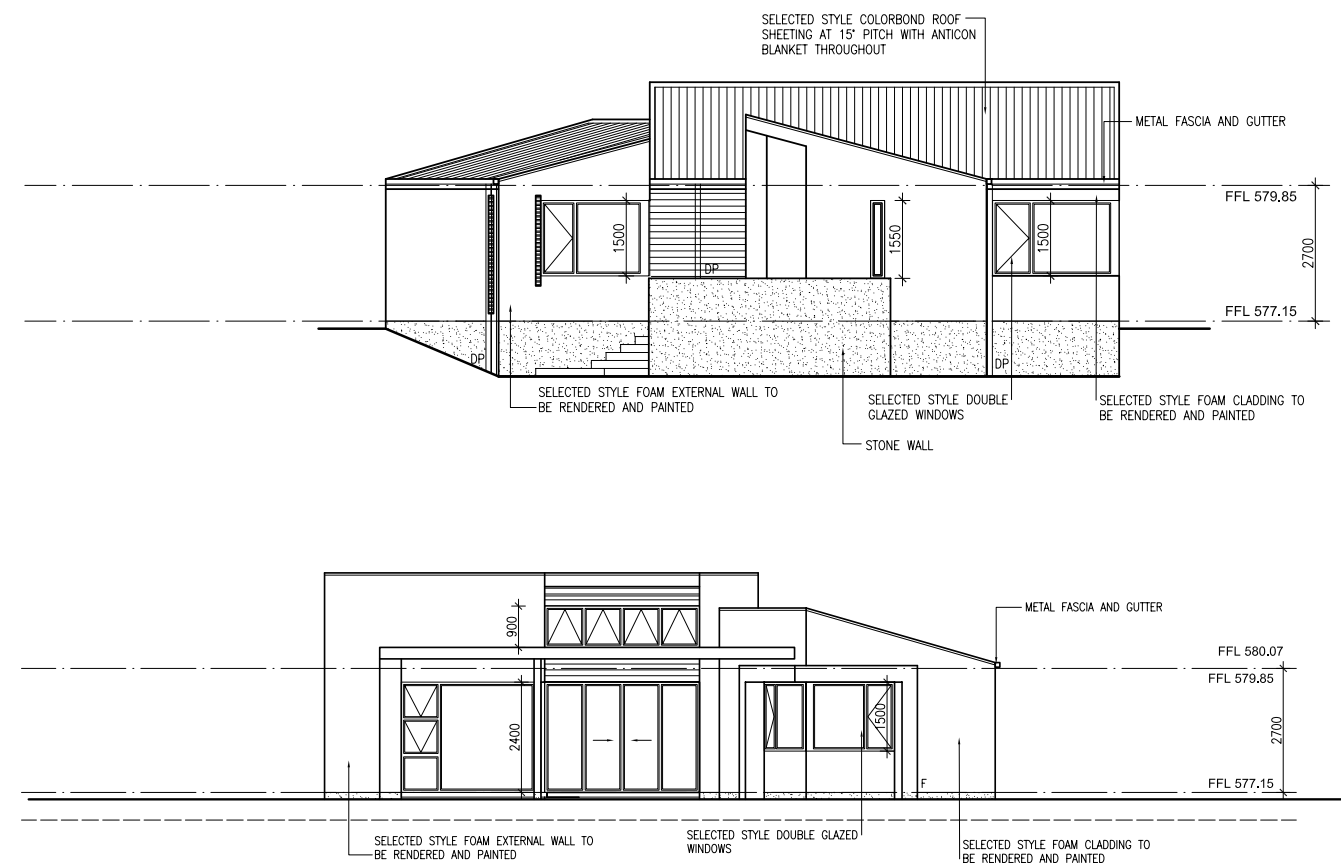 SELECTED STYLE COLORBOND ROOF
SHEETING AT 15° PITCH WITH ANTICON
BLANKET THROUGHOUT
METAL FASCIA AND GUTTER
FFL 579.85
1500
1550
1500
2700
DP
FFL 577.15
DP
DP
SELECTED STYLE FOAM EXTERNAL WALL TO
BE RENDERED AND PAINTED
SELECTED STYLE DOUBLE
GLAZED WINDOWS
SELECTED STYLE FOAM CLADDING TO
BE RENDERED AND PAINTED
STONE WALL
METAL FASCIA AND GUTTER
900
FFL 580.07
FFL 579.85
2400
1500
2700
F
FFL 577.15
SELECTED STYLE FOAM EXTERNAL WALL TO
BE RENDERED AND PAINTED
SELECTED STYLE DOUBLE GLAZED
WINDOWS
SELECTED STYLE FOAM CLADDING TO
BE RENDERED AND PAINTED